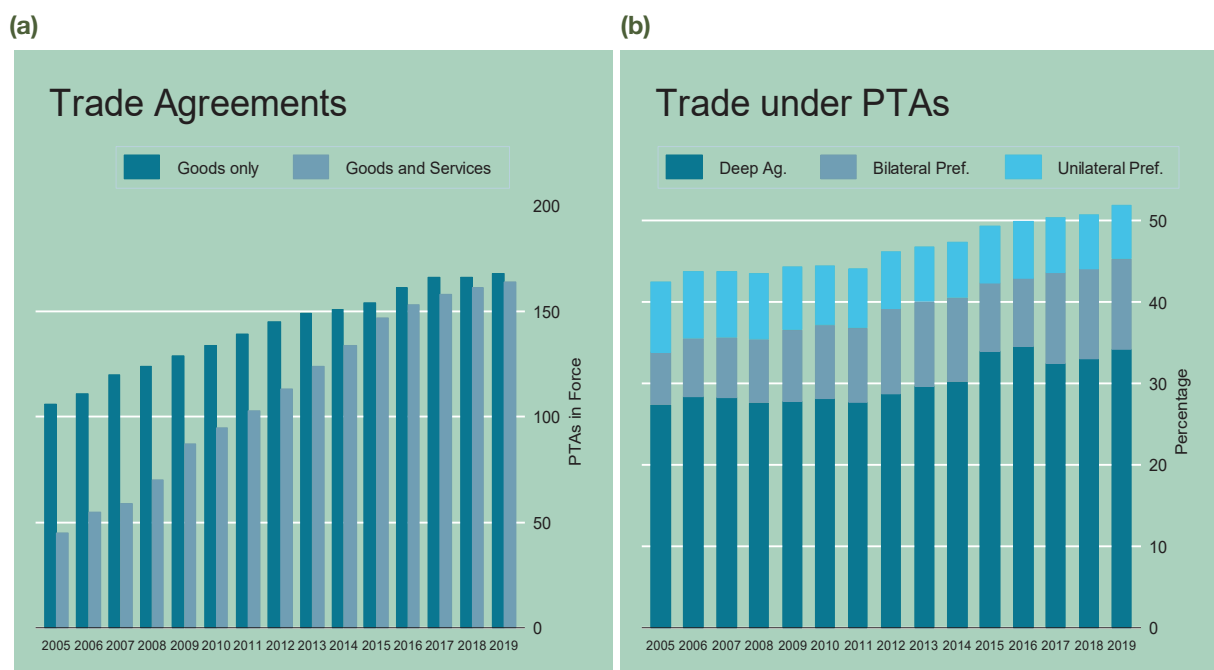 (a)
Trade Agreements
Goods only Goods and Services
200
150
100
50
0
PTAs in Force
2005 2006 2007 2008 2009 2010 2011 2012 2013 2014 2015 2016 2017 2018 2019
(b)
Trade under PTAs
Deep Ag. Bilateral Pref. Unilateral Pref.
50
40
30
20
10
0
Percentage
2005 2006 2007 2008 2009 2010 2011 2012 2013 2014 2015 2016 2017 2018 2019